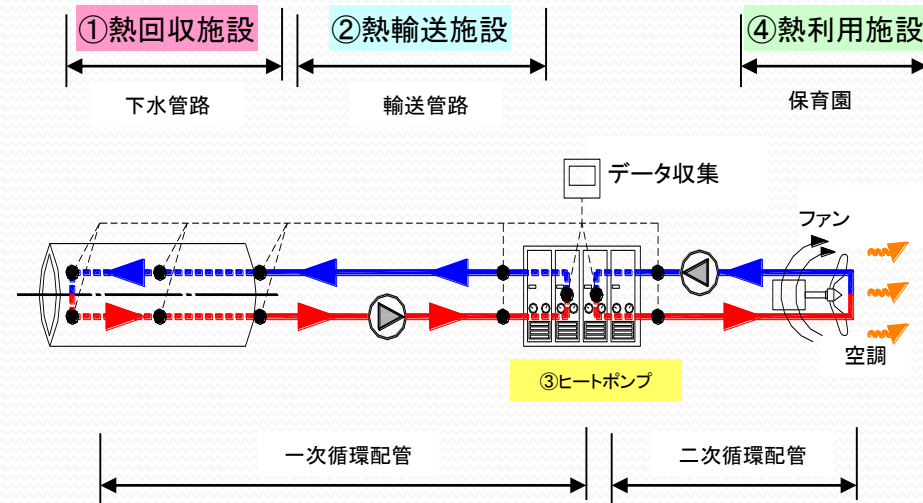 ①熱回収施設
②熱輸送施設
④熱利用施設
下水管路
輸送管路
保育園
データ収集
ファン
空調
③ヒートポンプ
一次循環配管
二次循環配管